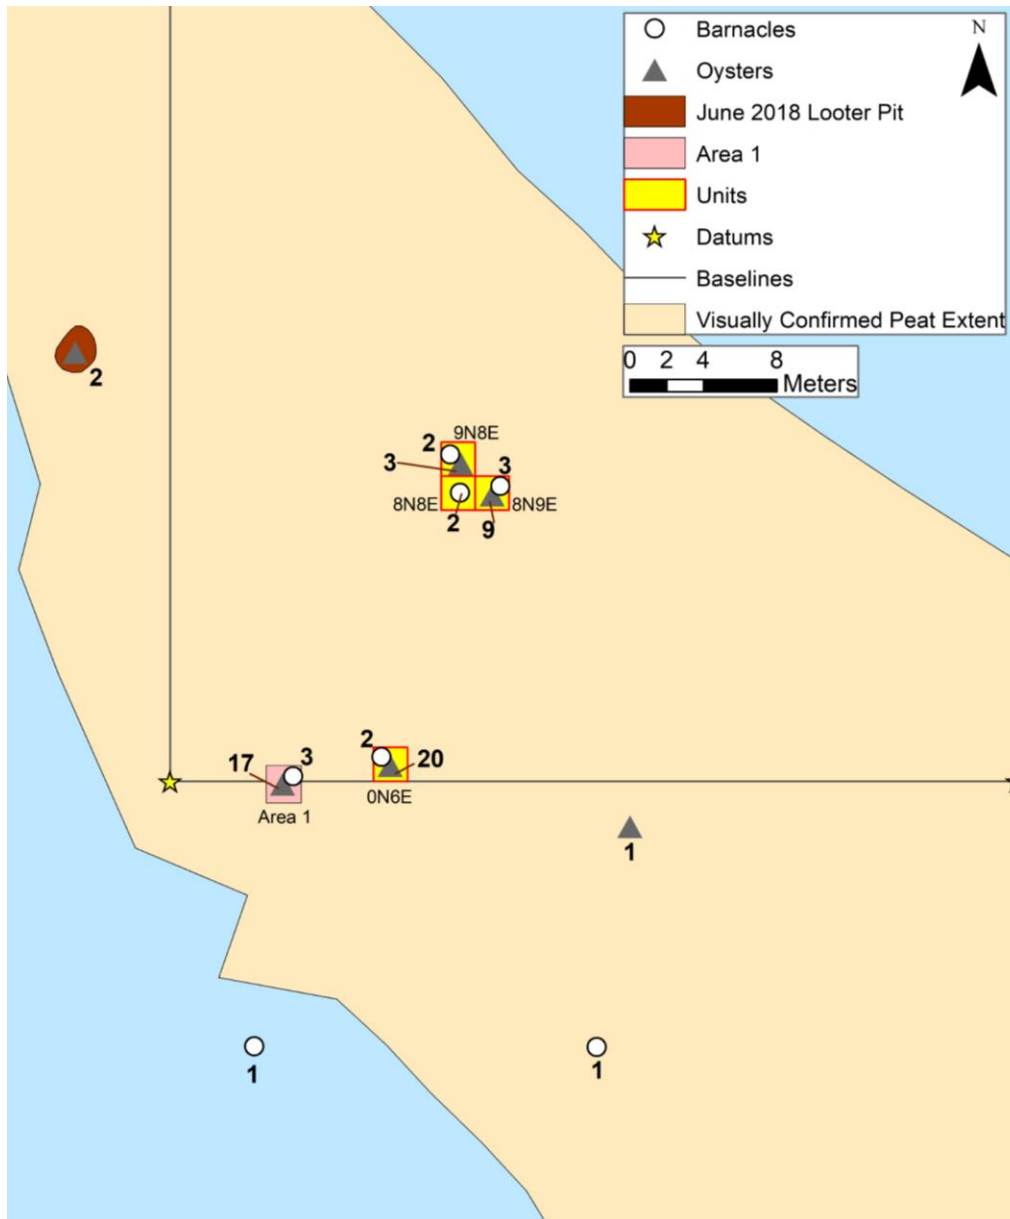 Barnacles
Oysters
June 2018 Looter Pit
Area 1
Units
Datums
Baselines
Visually Confirmed Peat Extent
N
0 2 4 8
Meters
2
9N8E
2
3
3
8N8E
8N9E
2
9
2
20
17
3
Area 1
0N6E
1
1
1